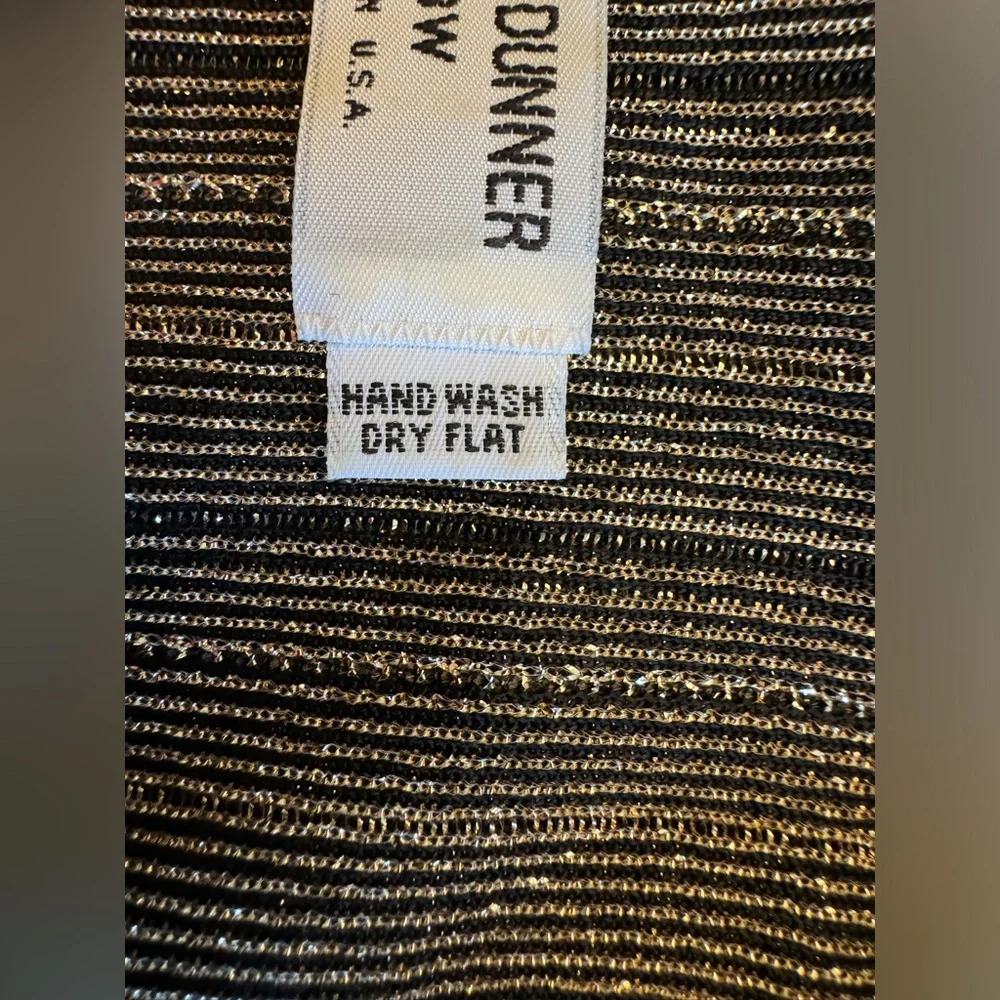 DUNNER
U.S.A.
HAND WASH
DRY FLAT